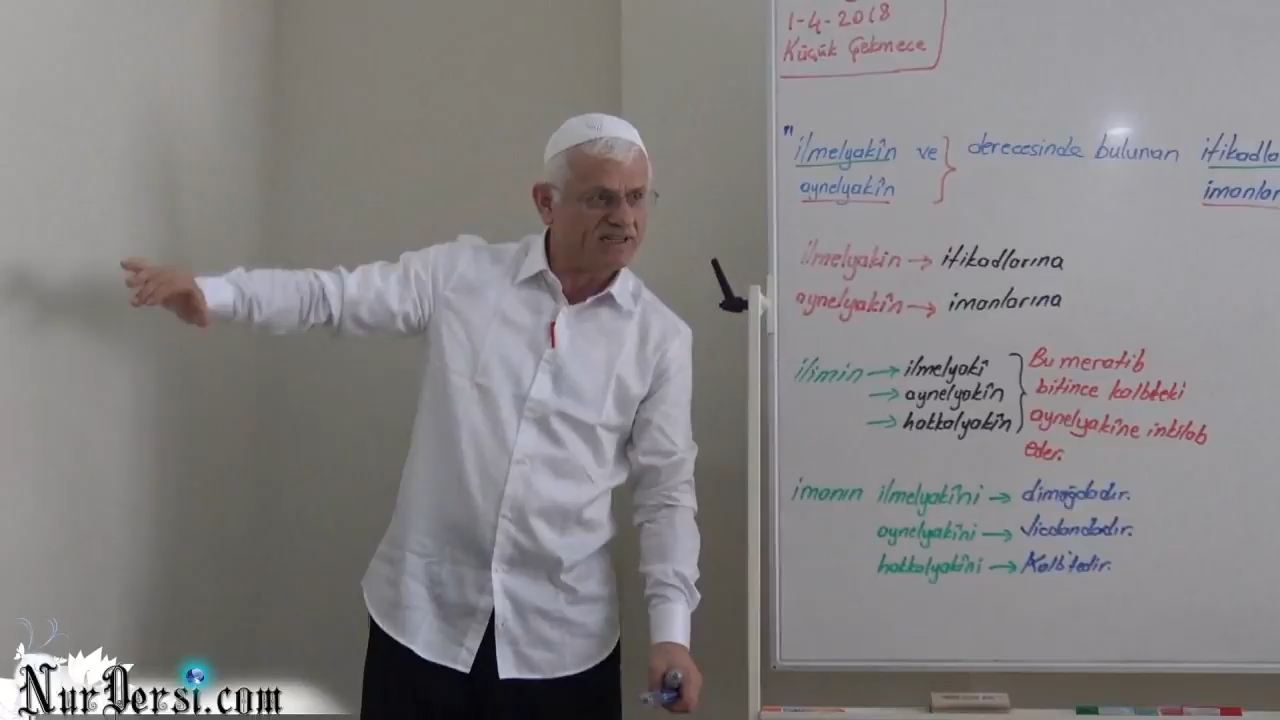 1-4-2018
Küçük Çekmece
"ilmelyakîn ve } derecesinde bulunan itikadla
aynelyakîn imanlar
ilmelyakîn → itikadlarına
aynelyakîn → imanlarına
ilimin → ilmelyakî
→ aynelyakîn
→ hakkalyakîn
Bu meratib
bitince kalbteki
aynelyakîne inkilab
eder.
imanın ilmelyakîni → dimağdadır.
aynelyakîni → vicdandadır.
hakkalyakîni → Kalbtedir.
NurDersi.com